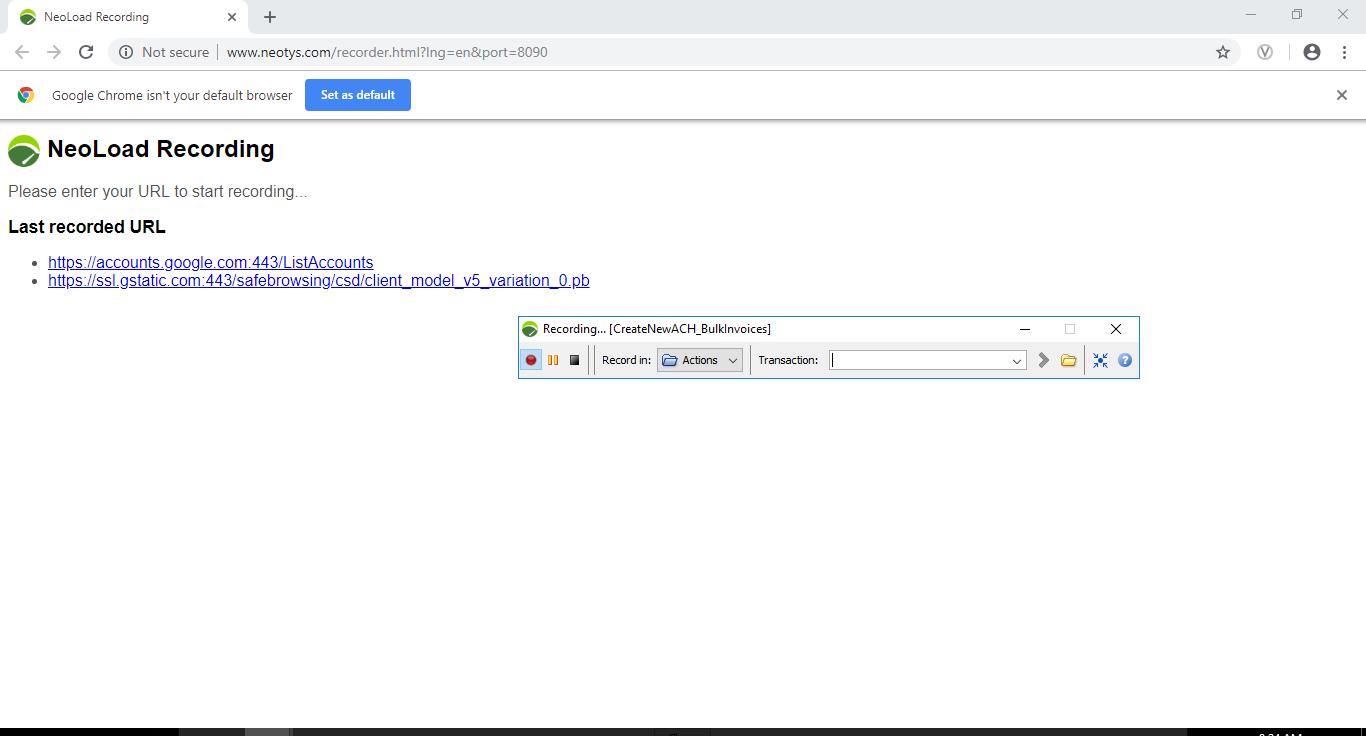 NeoLoad Recording
Not secure www.neotys.com/recorder.html?lng=en&port=8090
Google Chrome isn't your default browser Set as default
NeoLoad Recording
Please enter your URL to start recording...
Last recorded URL
https://accounts.google.com:443/ListAccounts
https://ssl.gstatic.com:443/safebrowsing/csd/client_model_v5_variation_0.pb
Recording... [CreateNewACH_BulkInvoices]
Record in: Actions Transaction: